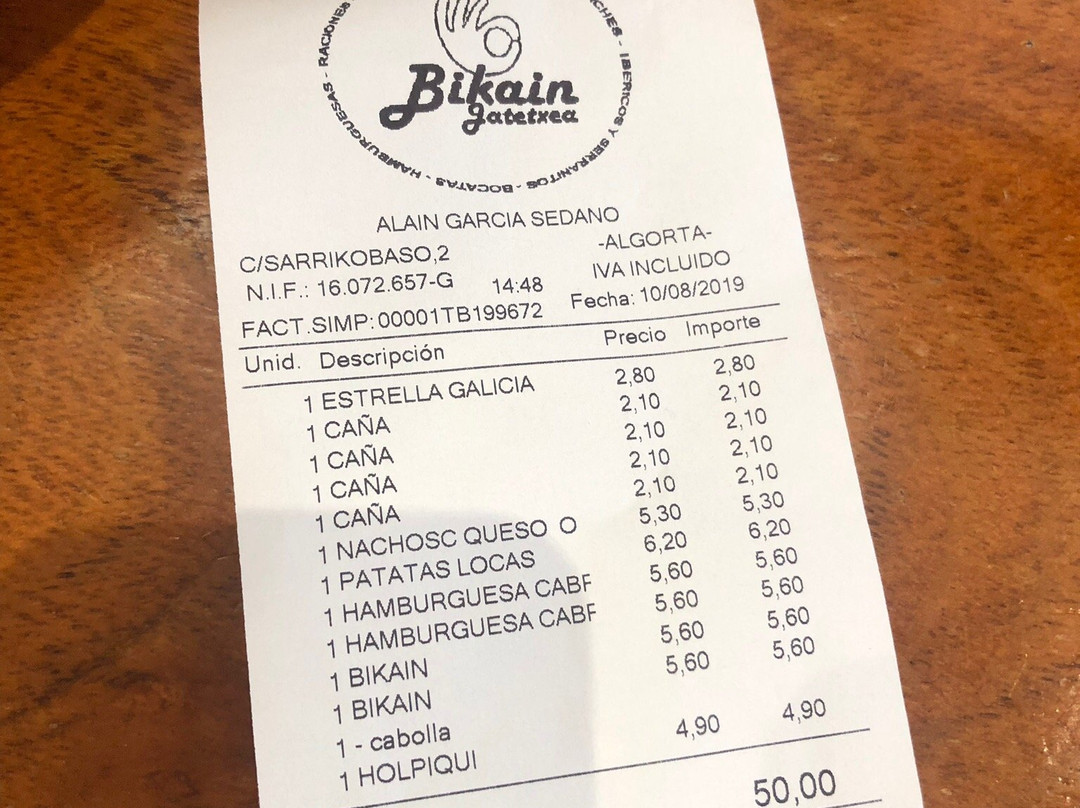 RACIONES -
CHES - IBERICOS Y SERRANITOS - BOCATAS - HAMBURGUESAS -
Bikain
Jatetxea
ALAIN GARCIA SEDANO
C/SARRIKOBASO,2 -ALGORTA-
N.I.F.: 16.072.657-G 14:48 IVA INCLUIDO
FACT.SIMP:00001TB199672 Fecha: 10/08/2019
Unid. Descripción Precio Importe
1 ESTRELLA GALICIA 2,80 2,80
1 CAÑA 2,10 2,10
1 CAÑA 2,10 2,10
1 CAÑA 2,10 2,10
1 CAÑA 2,10 2,10
1 NACHOSC QUESO O 5,30 5,30
1 PATATAS LOCAS 6,20 6,20
1 HAMBURGUESA CABF 5,60 5,60
1 HAMBURGUESA CABF 5,60 5,60
1 BIKAIN 5,60 5,60
1 BIKAIN 5,60 5,60
1 - cabolla
1 HOLPIQUI 4,90 4,90
50,00